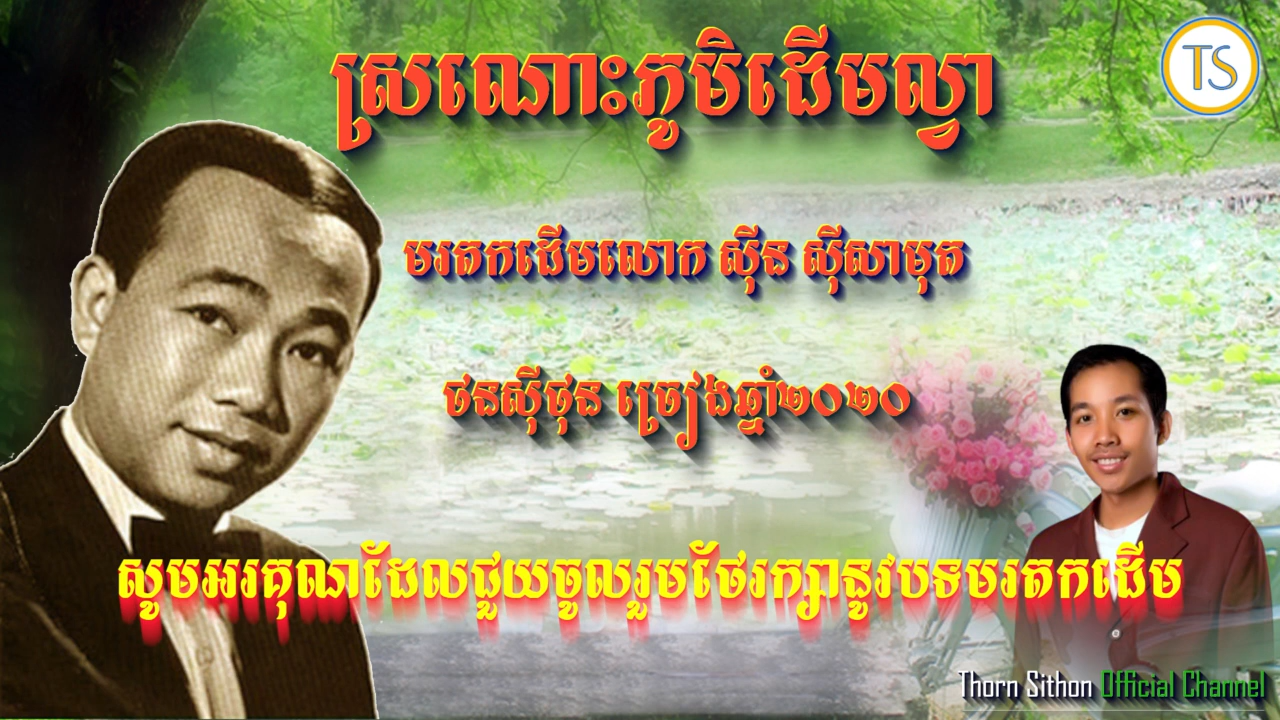 ស្រណោះភូមិដើមល្វា
TS
មរតកដើមលោក ស៊ីន ស៊ីសាមុត
ថនស៊ីថុន ច្រៀងឆ្នាំ២០២០
សូមអរគុណដែលជួយចូលរួមថែរក្សានូវបទមរតកដើម
Thorn Sithon Official Channel